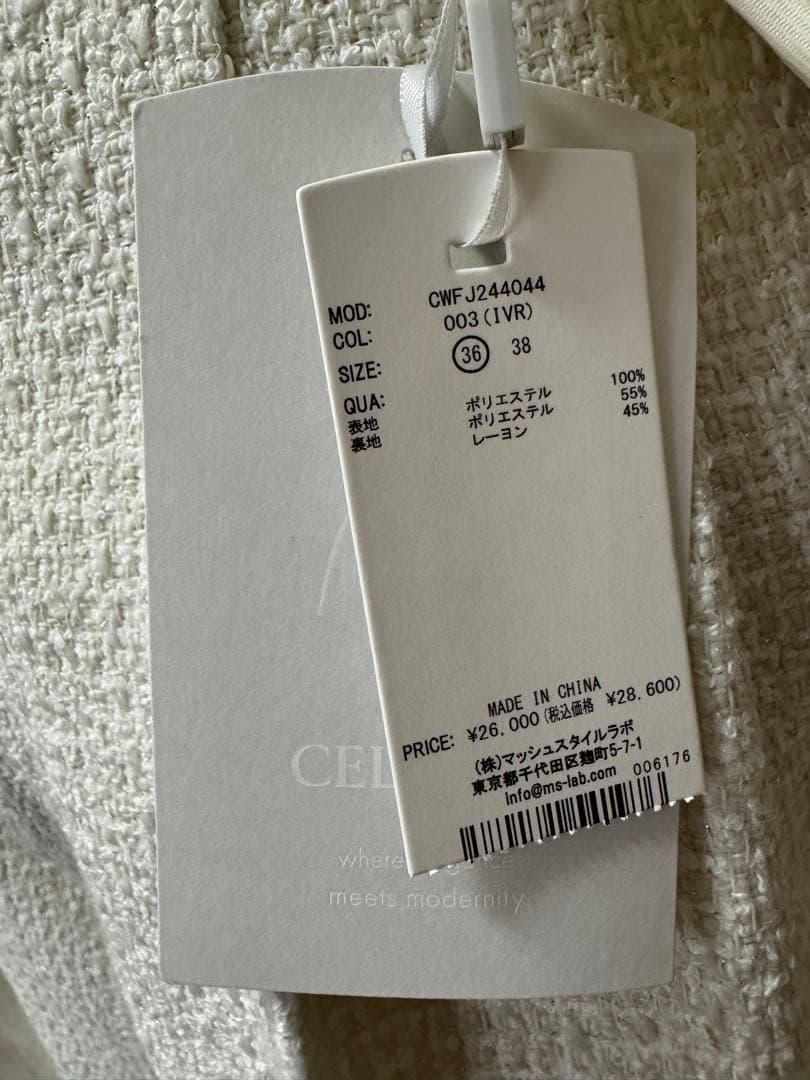 MOD: CWFJ244044
COL: 003(IVR)
SIZE: 36 38
QUA: ポリエステル 100%
表地 ポリエステル 55%
裏地 レーヨン 45%
MADE IN CHINA
PRICE: ¥26,000(税込価格 ¥28,600)
(株)マッシュスタイルラボ
東京都千代田区麹町5-7-1
info@ms-lab.com 006176
CEL
where
meets modernity